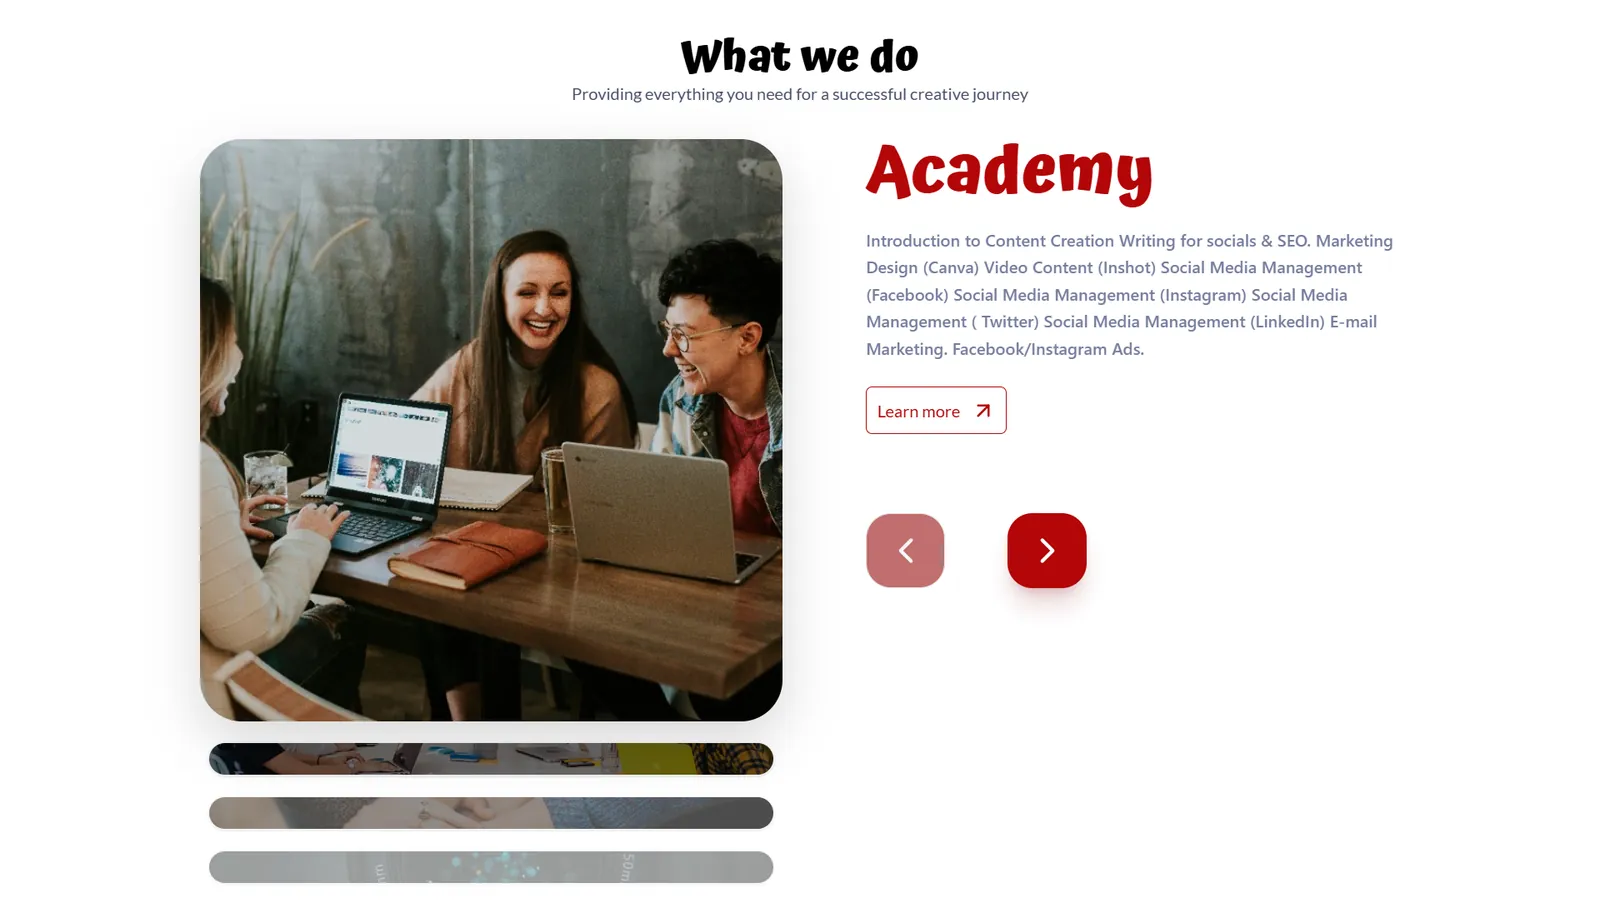 What we do
Providing everything you need for a successful creative journey
Academy
Introduction to Content Creation Writing for socials & SEO. Marketing
Design (Canva) Video Content (Inshot) Social Media Management
(Facebook) Social Media Management (Instagram) Social Media
Management ( Twitter) Social Media Management (LinkedIn) E-mail
Marketing. Facebook/Instagram Ads.
Learn more
50m